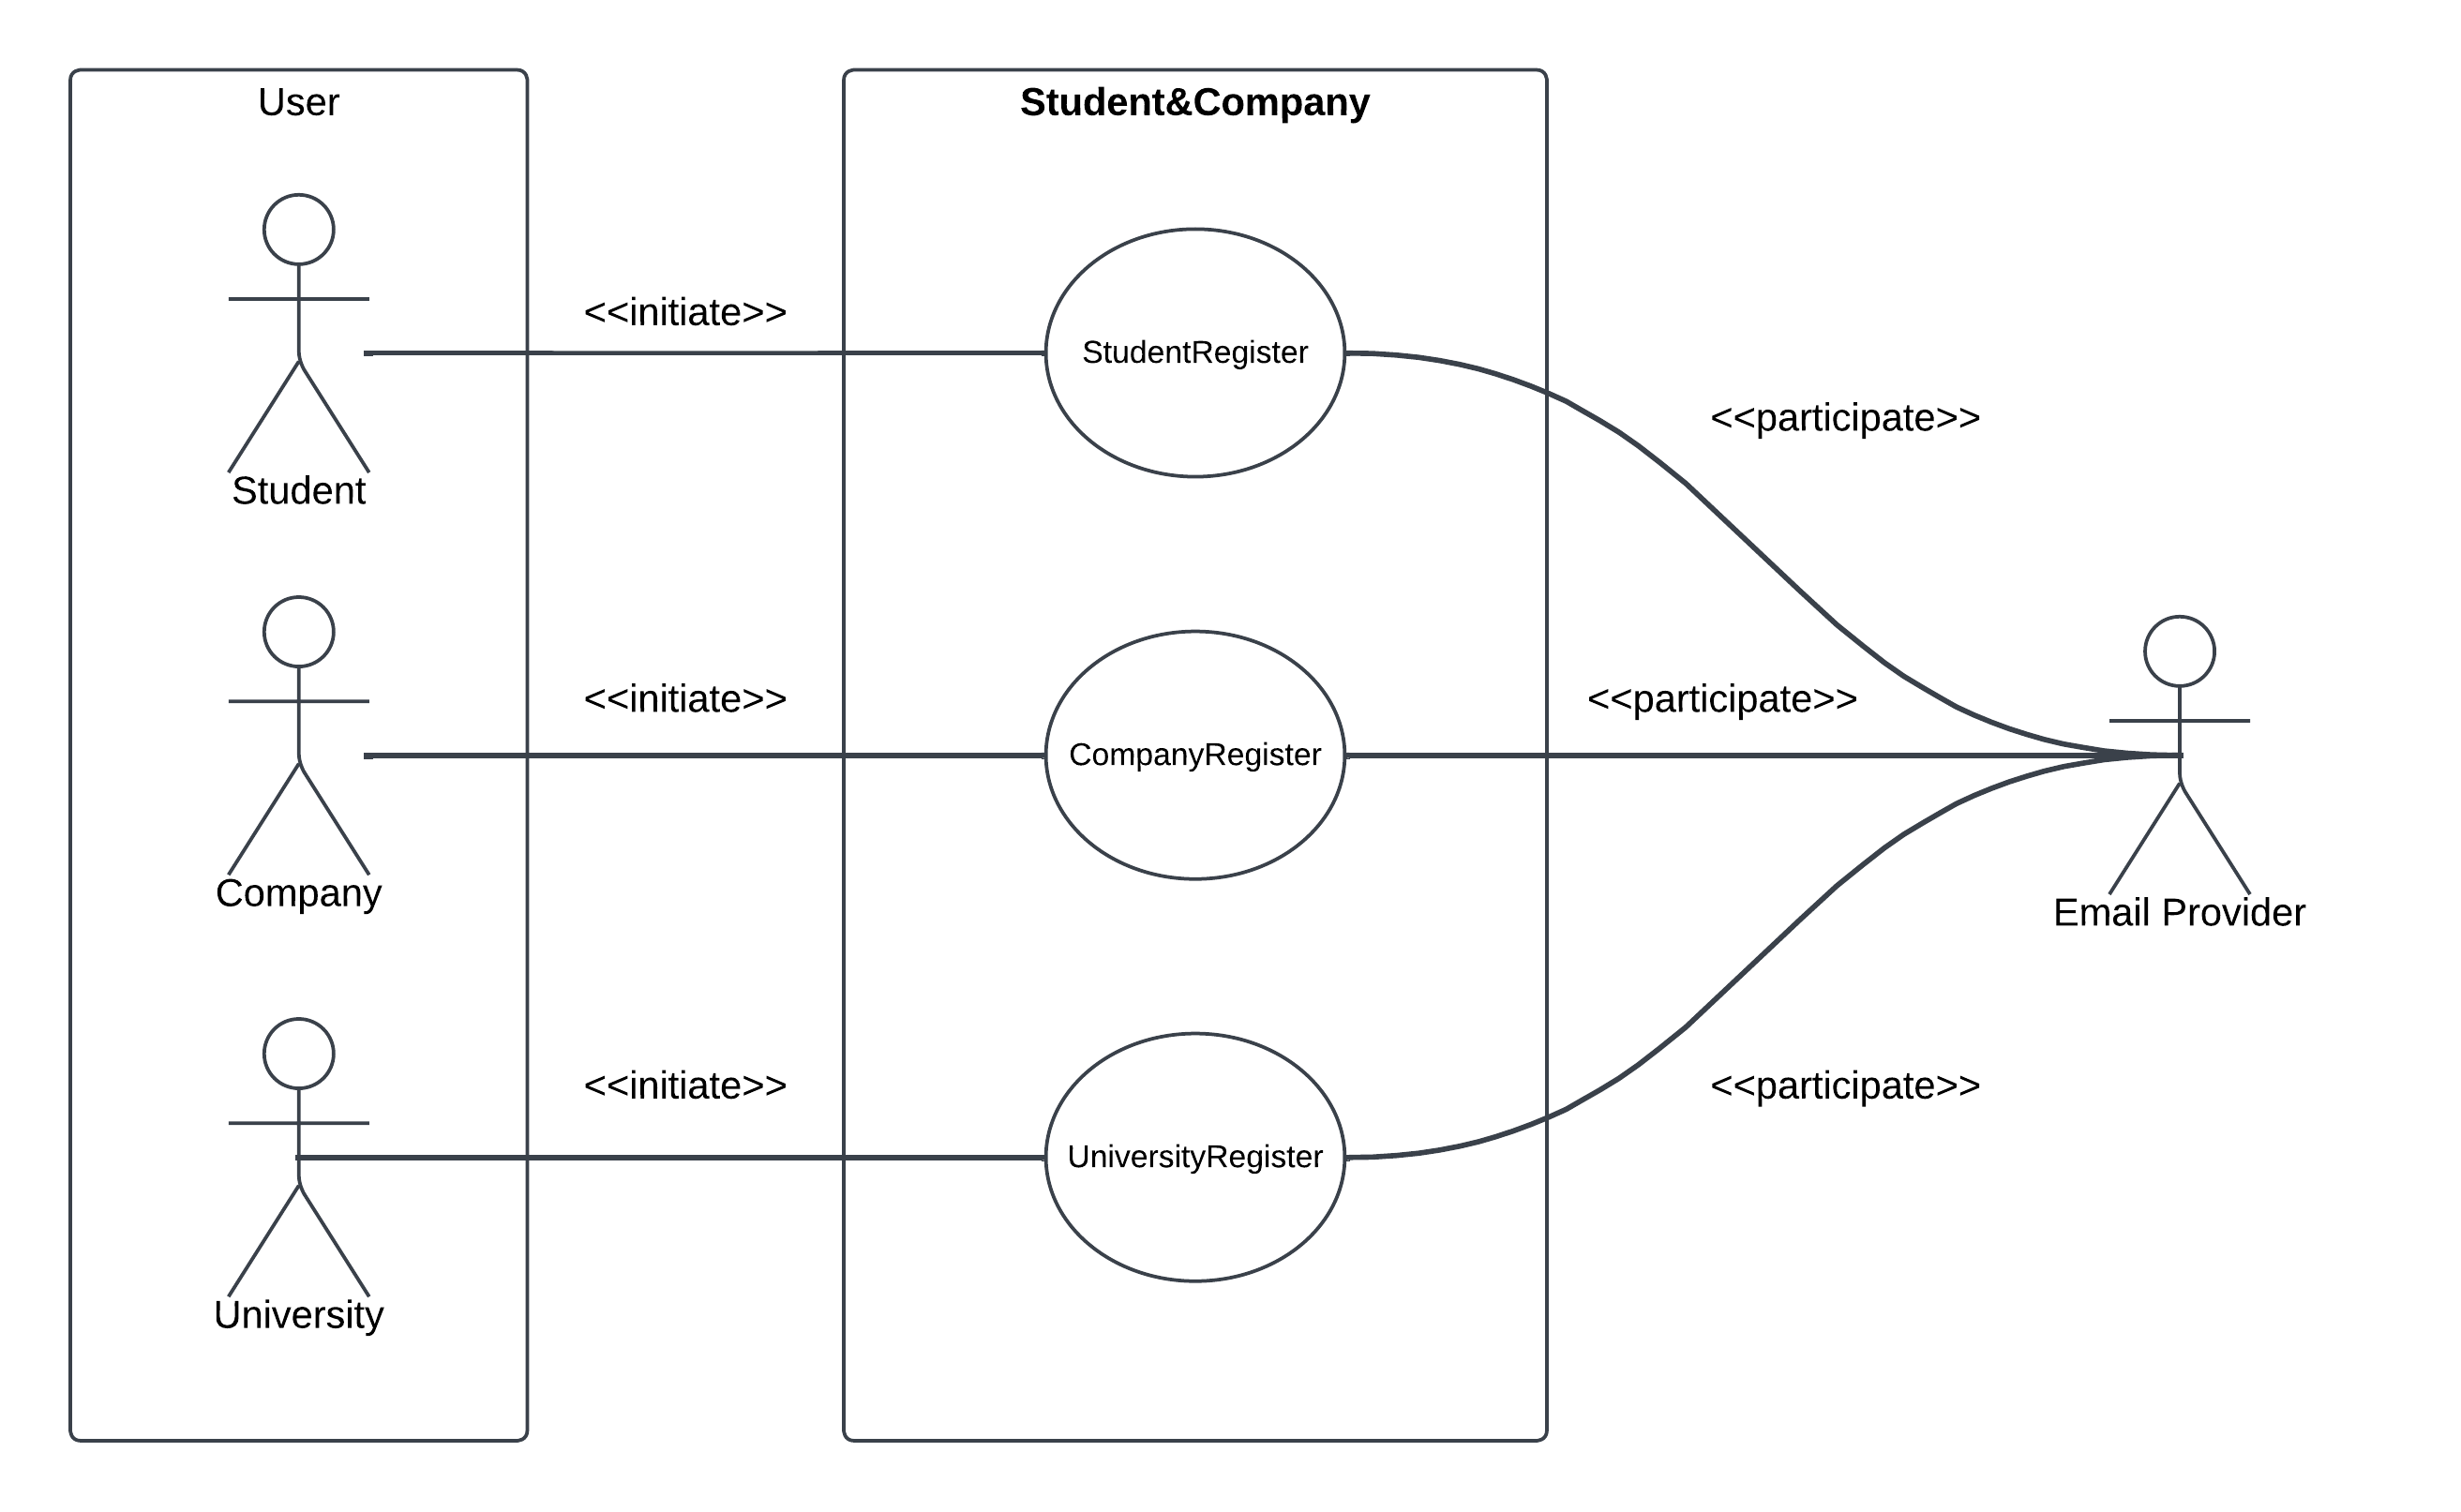 User
Student&Company
<<initiate>>
StudentRegister
<<participate>>
Student
<<initiate>>
CompanyRegister
<<participate>>
Company
Email Provider
<<initiate>>
UniversityRegister
<<participate>>
University